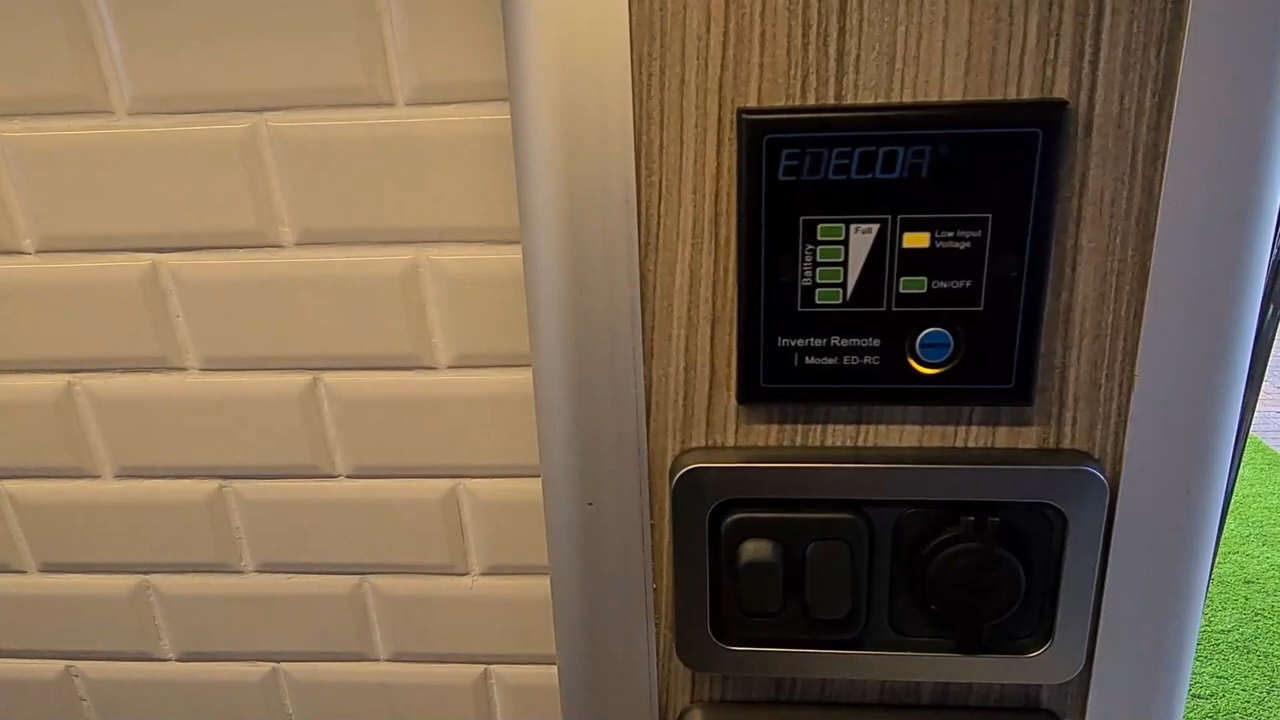 EDECOA
Battery
Full
Low Input
Voltage
ON/OFF
Inverter Remote
Model: ED-RC